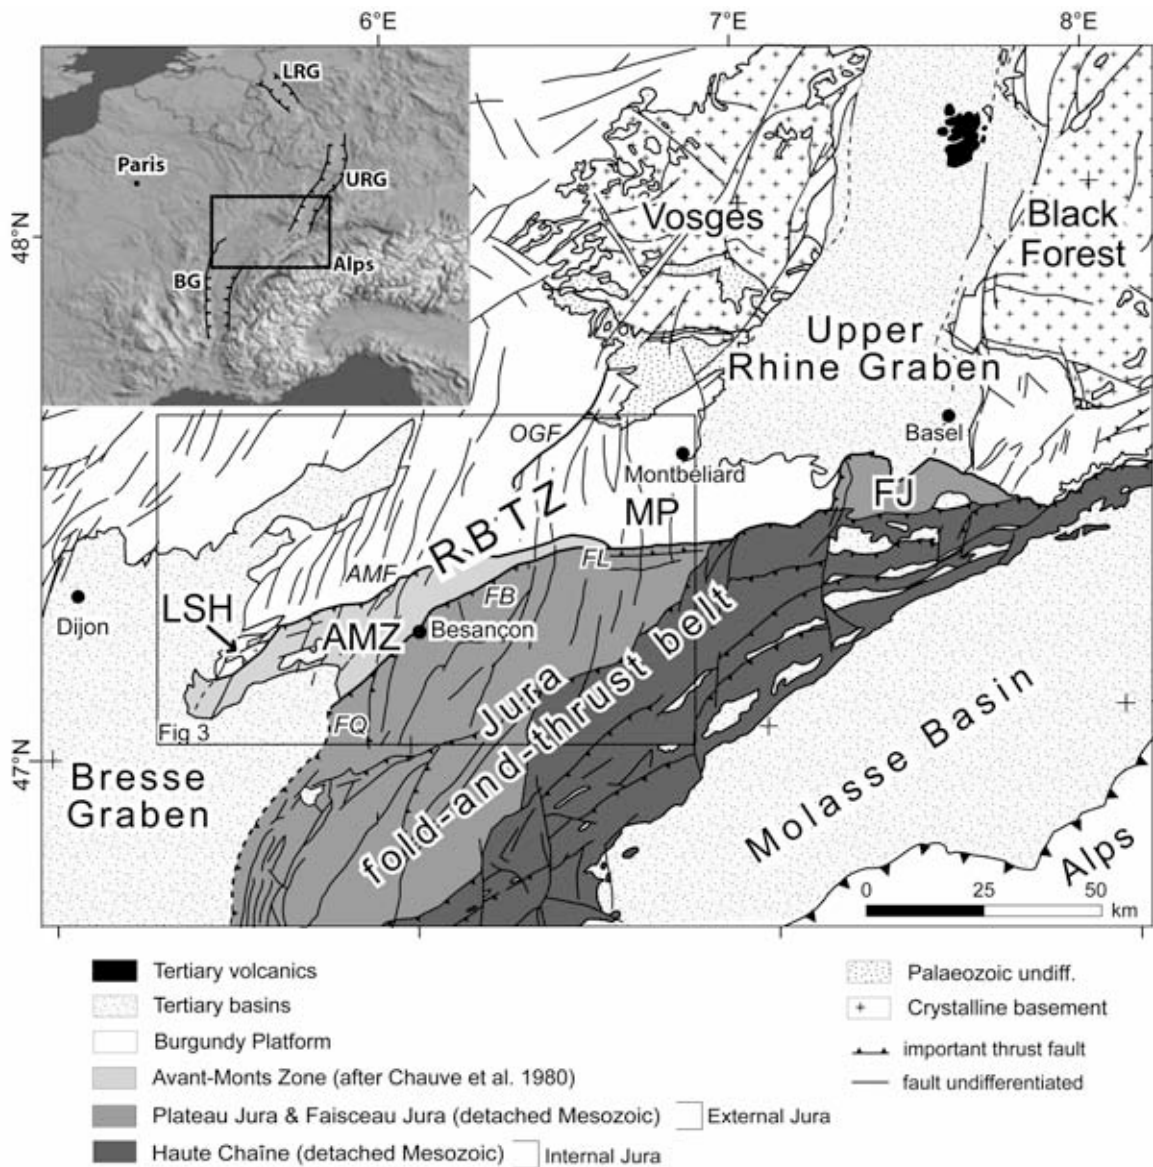 6°E
7°E
8°E
48°N
47°N
LRG
Paris
URG
BG
Alps
Vosges
Black
Forest
Upper
Rhine Graben
OGF
Basel
Montbeliard
FJ
MP
RBTZ
AMF
FL
FB
LSH
Dijon
AMZ
Besançon
FQ
Fig 3
Jura
fold-and-thrust belt
Bresse
Graben
Molasse Basin
Alps
0 25 50
km
Tertiary volcanics
Tertiary basins
Burgundy Platform
Avant-Monts Zone (after Chauve et al. 1980)
Plateau Jura & Faisceau Jura (detached Mesozoic) External Jura
Haute Chaîne (detached Mesozoic) Internal Jura
Palaeozoic undiff.
Crystalline basement
important thrust fault
fault undifferentiated